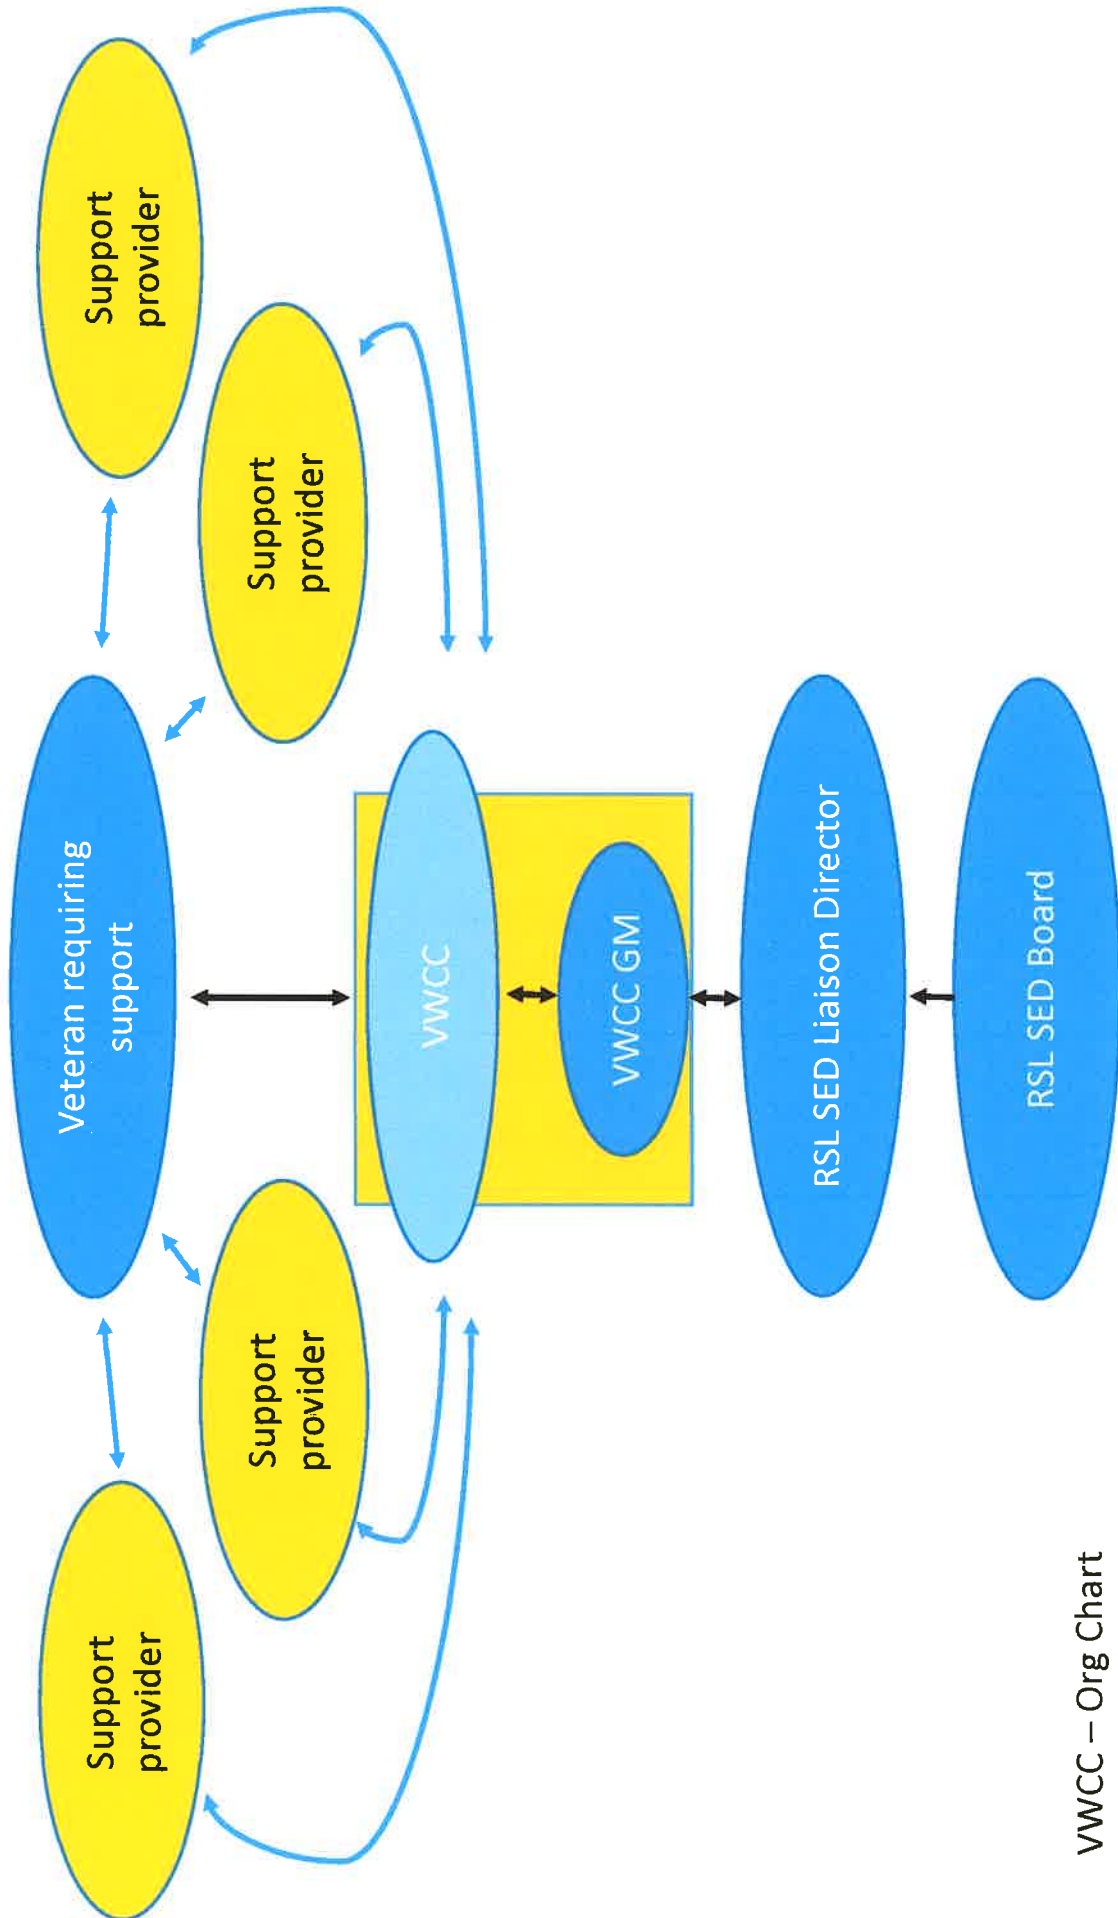 Veteran requiring
support
Support
provider
Support
provider
Support
provider
Support
provider
VWCC
VWCC GM
RSL SED Liaison Director
RSL SED Board
VWCC – Org Chart